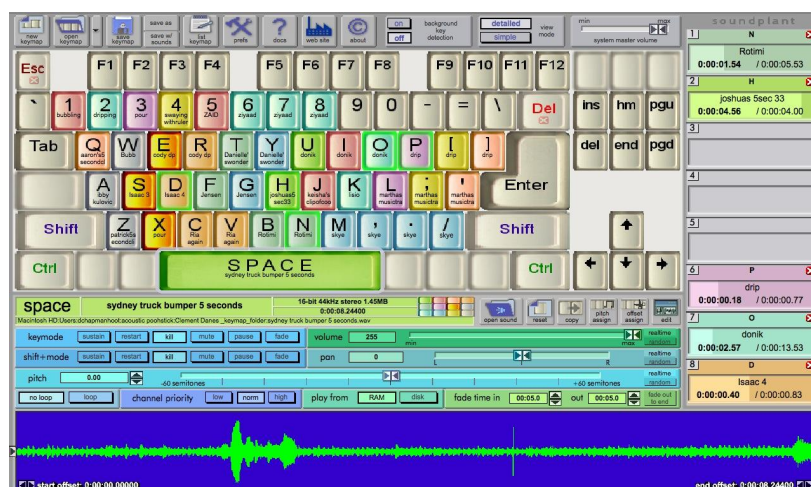 new keymap
open keymap
save keymap
save as
save w/ sounds
list keymap
prefs
docs
web site
about
on
off
background key detection
detailed
simple
view mode
min
max
system master volume
soundplant
Esc F1 F2 F3 F4 F5 F6 F7 F8 F9 F10 F11 F12
` 1 2 3 4 5 6 7 8 9 0 - = \ Del ins hm pgu
bubbling dripping pour swaying withruler ZAID ziyaad ziyaad ziyaad
Tab Q W E R T Y U I O P [ ] del end pgd
aaron's5 second Bubb cody dp cody dp Danielle' swonder Danielle' swonder donik donik donik drip drip drip
A S D F G H J K L ; ' Enter
iby kulovic Isaac 3 Isaac 4 Jensen Jensen joshuas5 sec33 keisha's clipofcoo lisio marthas musictra marthas musictra marthas musictra
Shift Z X C V B N M , . / Shift
patrick5s econdcli pour Ria again Ria again Rotimi Rotimi skye skye skye skye
Ctrl SPACE Ctrl
sydney truck bumper 5 seconds
1 N
Rotimi
0:00:01.54 / 0:00:05.53
2 H
joshuas 5sec 33
0:00:04.56 / 0:00:04.00
3
4
5
6 P
drip
0:00:00.18 / 0:00:00.77
7 O
donik
0:00:02.57 / 0:00:13.53
8 D
Isaac 4
0:00:00.40 / 0:00:00.83
space sydney truck bumper 5 seconds 16-bit 44kHz stereo 1.45MB
0:00:08.24400
Macintosh HD:Users:dchapmanhoot:acoustic poohstick:Clement Danes _keymap_folder:sydney truck bumper 5 seconds.wav
open sound reset copy pitch assign offset assign edit
keymode sustain restart kill mute pause fade volume 255 min max realtime random
shift+mode sustain restart kill mute pause fade pan 0 L R realtime random
pitch 0.00 -60 semitones +60 semitones realtime random
no loop loop channel priority low norm high play from RAM disk fade time in 00:05.0 out 00:05.0 fade out to end
start offset: 0:00:00.00000 end offset: 0:00:08.24400